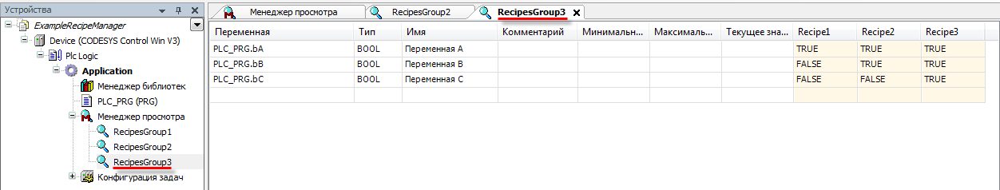 Устройства
ExampleRecipeManager
Device (CODESYS Control Win V3)
Plc Logic
Application
Менеджер библиотек
PLC_PRG (PRG)
Менеджер просмотра
RecipesGroup1
RecipesGroup2
RecipesGroup3
Конфигурация задач
Менеджер просмотра RecipesGroup2 RecipesGroup3
Переменная Тип Имя Комментарий Минимальн... Максималь... Текущее зна... Recipe1 Recipe2 Recipe3
PLC_PRG.bA BOOL Переменная A TRUE TRUE TRUE
PLC_PRG.bB BOOL Переменная B FALSE TRUE TRUE
PLC_PRG.bC BOOL Переменная C FALSE FALSE TRUE